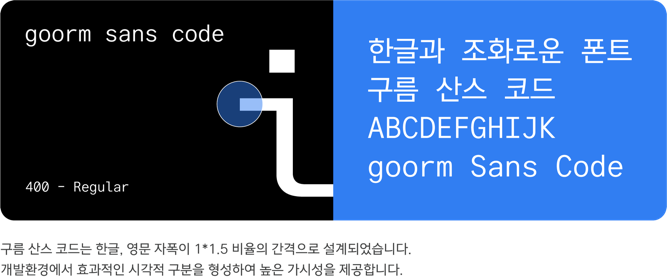 goorm sans code
400 - Regular
한글과 조화로운 폰트
구름 산스 코드
ABCDEFGHIJK
goorm Sans Code
구름 산스 코드는 한글, 영문 자폭이 1*1.5 비율의 간격으로 설계되었습니다.
개발환경에서 효과적인 시각적 구분을 형성하여 높은 가시성을 제공합니다.